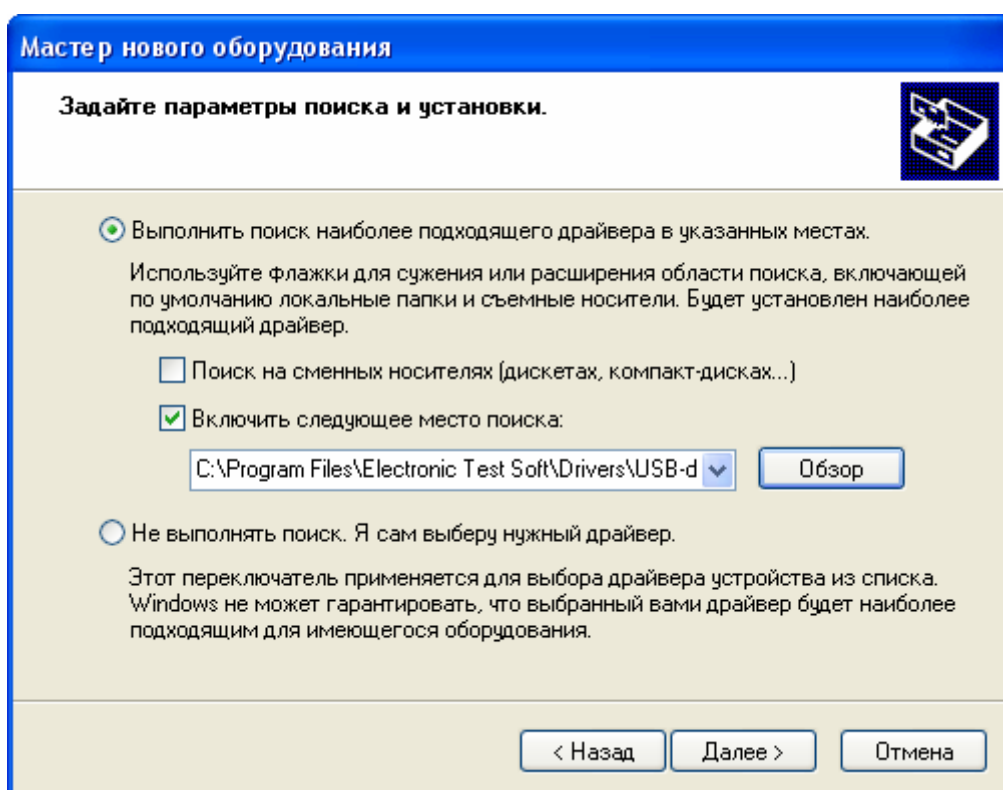 Мастер нового оборудования
Задайте параметры поиска и установки.
Выполнить поиск наиболее подходящего драйвера в указанных местах.
Используйте флажки для сужения или расширения области поиска, включающей
по умолчанию локальные папки и съемные носители. Будет установлен наиболее
подходящий драйвер.
Поиск на сменных носителях (дискетах, компакт-дисках...)
Включить следующее место поиска:
C:\Program Files\Electronic Test Soft\Drivers\USB-d
Обзор
Не выполнять поиск. Я сам выберу нужный драйвер.
Этот переключатель применяется для выбора драйвера устройства из списка.
Windows не может гарантировать, что выбранный вами драйвер будет наиболее
подходящим для имеющегося оборудования.
< Назад
Далее >
Отмена